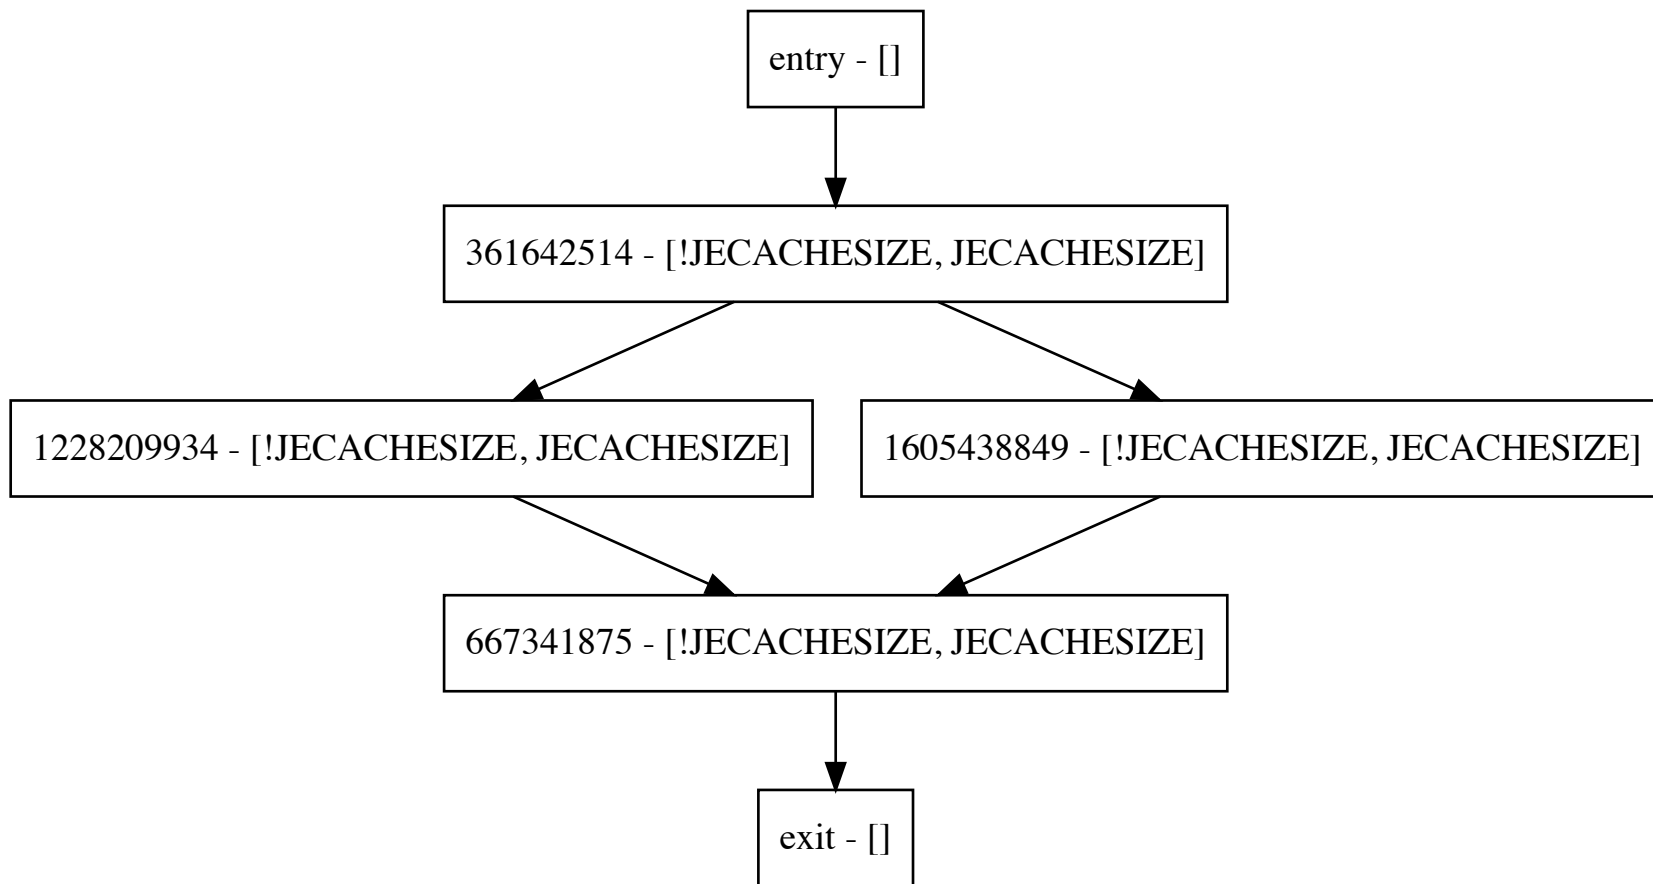 entry - []
361642514 - [!JECACHESIZE, JECACHESIZE]
1228209934 - [!JECACHESIZE, JECACHESIZE]
1605438849 - [!JECACHESIZE, JECACHESIZE]
667341875 - [!JECACHESIZE, JECACHESIZE]
exit - []